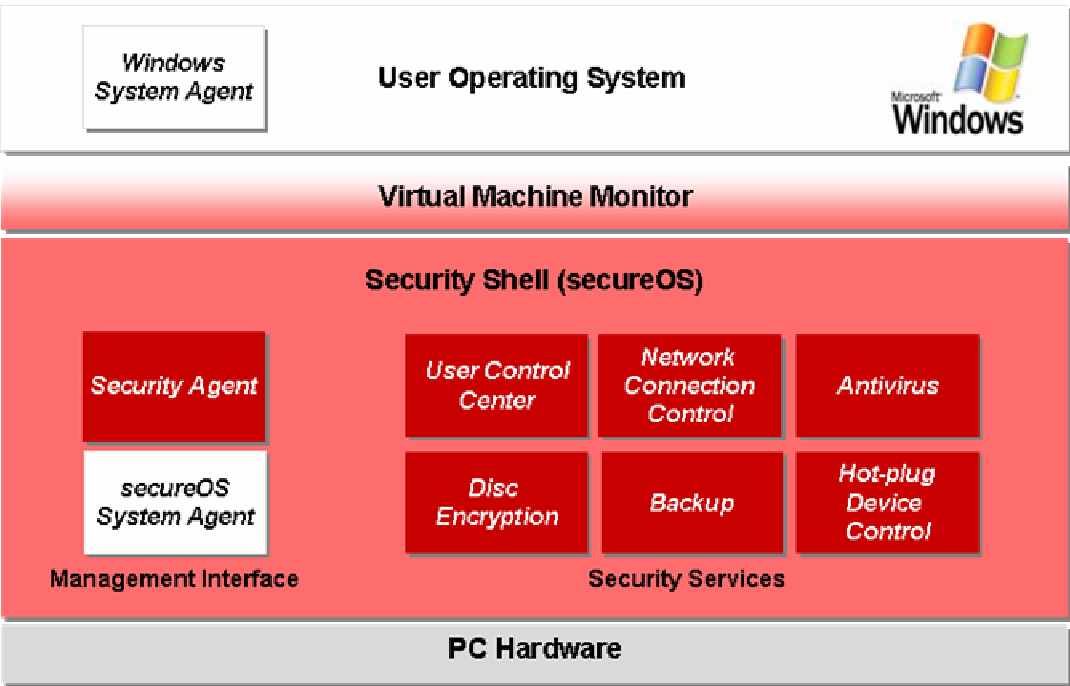 Windows
System Agent
User Operating System
Microsoft
Windows
Virtual Machine Monitor
Security Shell (secureOS)
Security Agent
User Control
Center
Network
Connection
Control
Antivirus
secureOS
System Agent
Disc
Encryption
Backup
Hot-plug
Device
Control
Management Interface
Security Services
PC Hardware